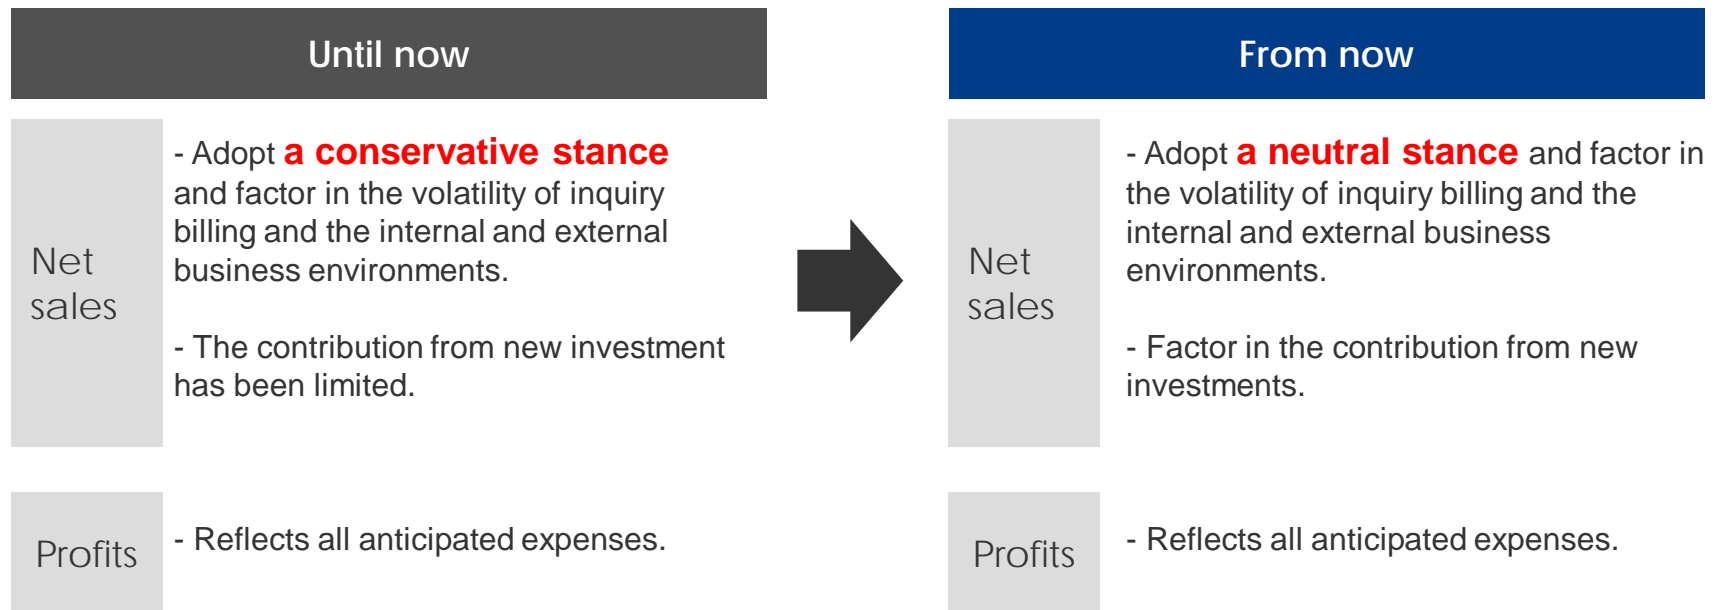 Until now
Net
sales
- Adopt a conservative stance
and factor in the volatility of inquiry
billing and the internal and external
business environments.
- The contribution from new investment
has been limited.
Profits
- Reflects all anticipated expenses.
From now
Net
sales
- Adopt a neutral stance and factor in
the volatility of inquiry billing and the
internal and external business
environments.
- Factor in the contribution from new
investments.
Profits
- Reflects all anticipated expenses.